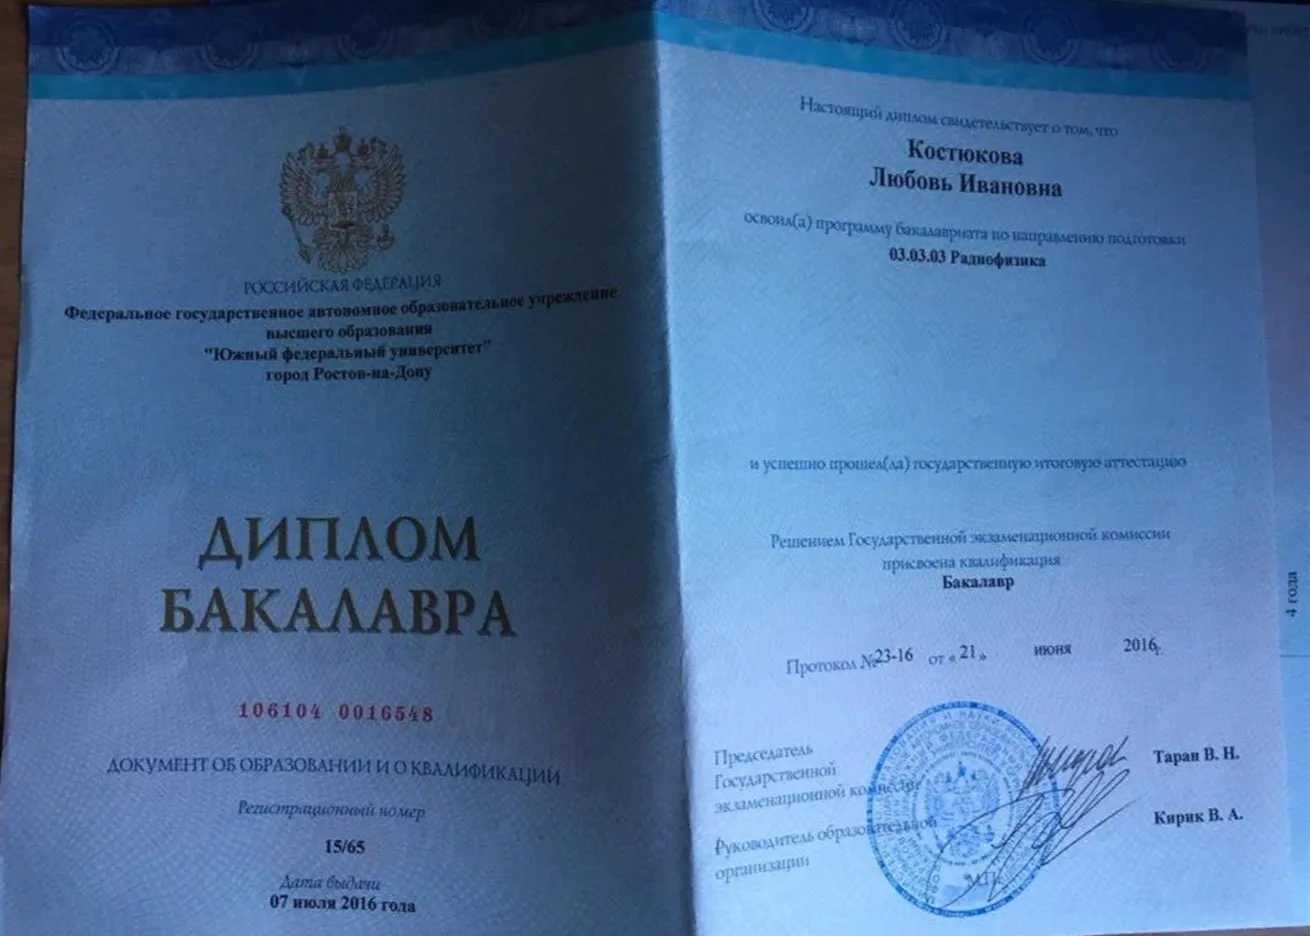 РОССИЙСКАЯ ФЕДЕРАЦИЯ
Федеральное государственное автономное образовательное учреждение
высшего образования
"Южный федеральный университет"
город Ростов-на-Дону
ДИПЛОМ
БАКАЛАВРА
106104 0016548
ДОКУМЕНТ ОБ ОБРАЗОВАНИИ И О КВАЛИФИКАЦИИ
Регистрационный номер
15/65
Дата выдачи
07 июля 2016 года
Настоящий диплом свидетельствует о том, что
Костюкова
Любовь Ивановна
освоил(а) программу бакалавриата по направлению подготовки
03.03.03 Радиофизика
и успешно прошел(ла) государственную итоговую аттестацию
Решением Государственной экзаменационной комиссии
присвоена квалификация
Бакалавр
Протокол № 23-16 от « 21 » июня 2016 г.
Председатель
Государственной
экзаменационной комиссии
Таран В. Н.
Руководитель образовательной
организации
Кирик В. А.
М.П.
4 года